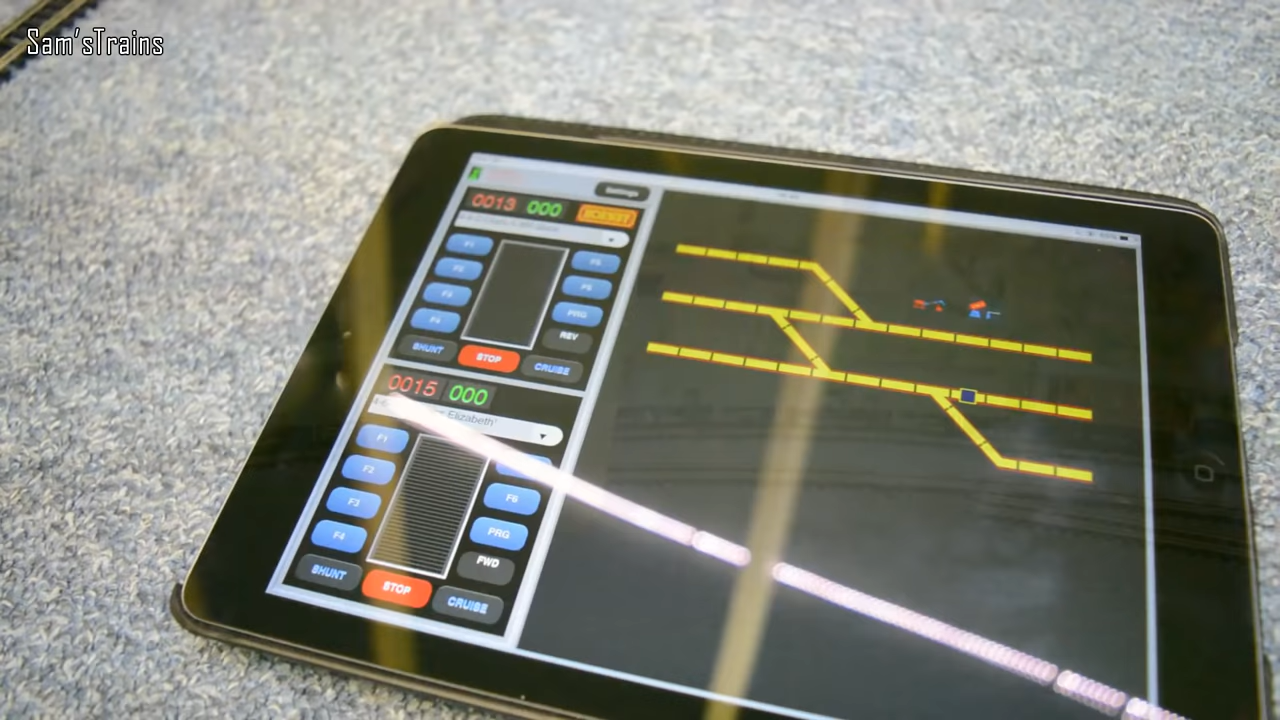 Sam'sTrains
Settings
0013 000
F1
F5
F2
F6
F3
PRG
F4
REV
SHUNT STOP CRUISE
0015 000
Elizabeth'
F1
F2
F6
F3
PRG
F4
FWD
SHUNT STOP CRUISE